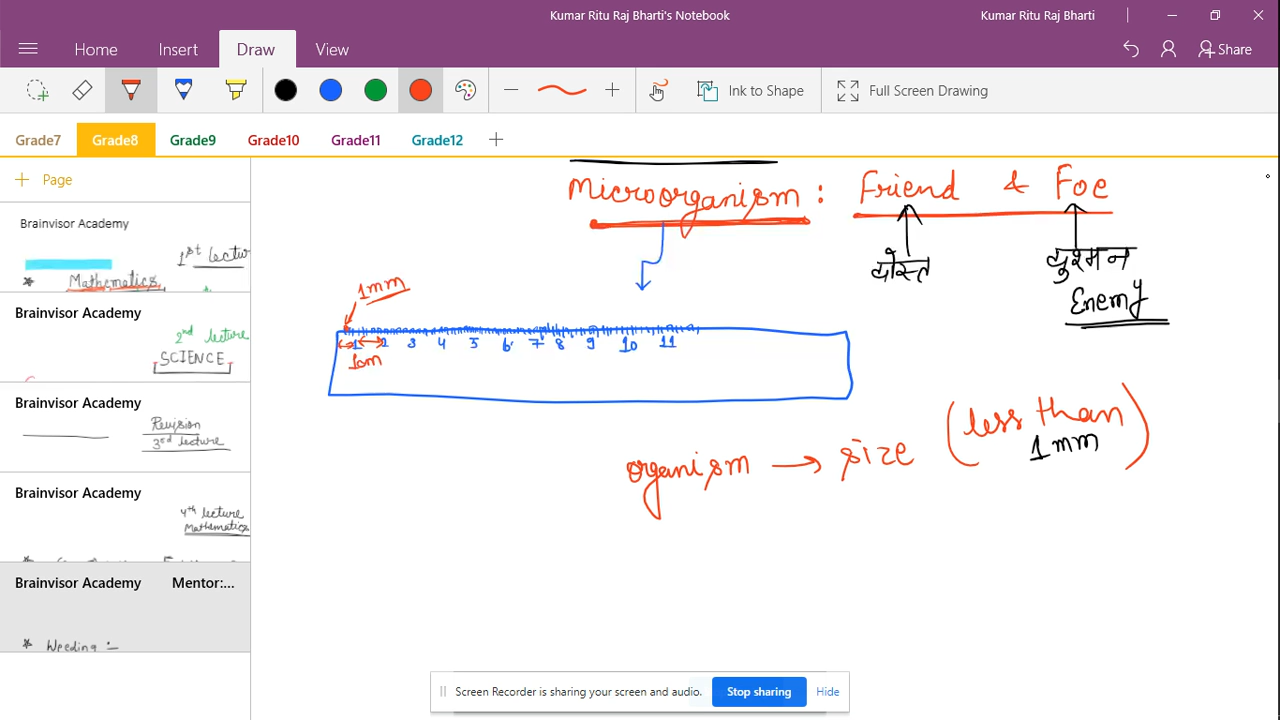 Kumar Ritu Raj Bharti's Notebook
Kumar Ritu Raj Bharti
Home Insert Draw View
Share
Ink to Shape
Full Screen Drawing
Grade7 Grade8 Grade9 Grade10 Grade11 Grade12
Page
Brainvisor Academy
1st lectur
Mathematics
Brainvisor Academy
2nd lecture
SCIENCE
Brainvisor Academy
Revision
3rd lecture
Brainvisor Academy
4th lecture
Mathematics
Brainvisor Academy Mentor:...
Weeding :-
Microorganism : Friend & Foe
दोस्त
दुश्मन
Enemy
1mm
1 2 3 4 5 6 7 8 9 10 11
1cm
organism → size (less than
1mm)
Screen Recorder is sharing your screen and audio.
Stop sharing
Hide